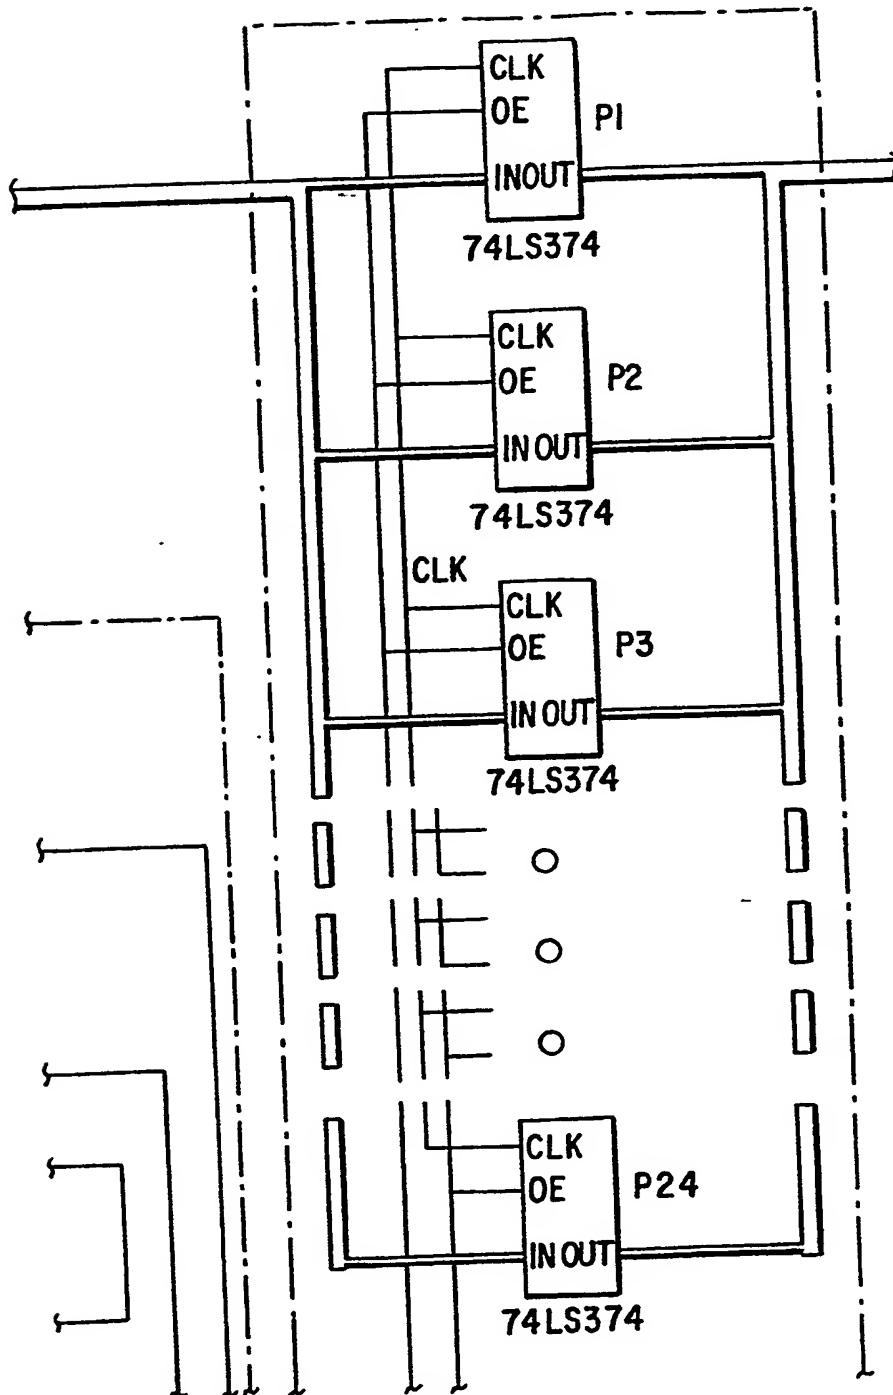 CLK
OE
P1
INOUT
74LS374
CLK
OE
P2
IN OUT
74LS374
CLK
CLK
OE
P3
IN OUT
74LS374
CLK
OE
P24
IN OUT
74LS374